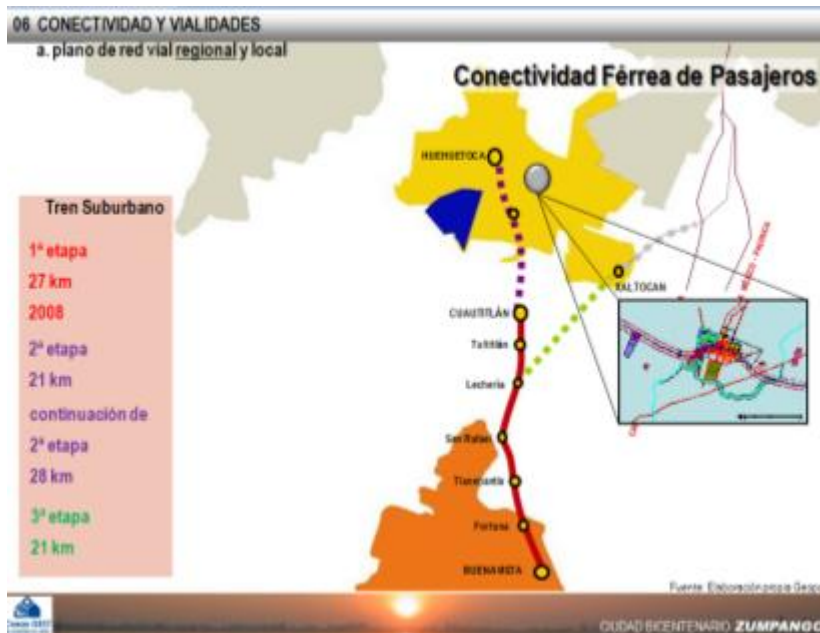 06 CONECTIVIDAD Y VIALIDADES
a. plano de red vial regional y local
Conectividad Férrea de Pasajeros
HUEHUETOCA
Tren Suburbano
1ª etapa
27 km
2008
2ª etapa
21 km
continuación de
2ª etapa
28 km
3ª etapa
21 km
XALTOCAN
MÉXICO - PACHUCA
CUAUTITLÁN
Tultitlán
Lechería
San Rafael
Tlalnepantla
Fortuna
BUENAVISTA
Fuente: Elaboración propia
CIUDAD BICENTENARIO ZUMPANGO